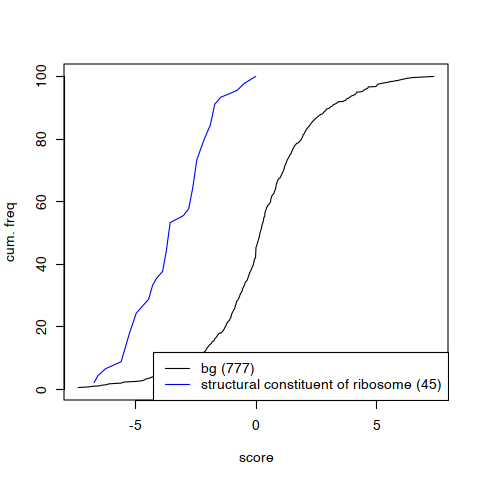 cum. freq
100
80
60
40
20
0
bg (777)
structural constituent of ribosome (45)
-5 0 5
score